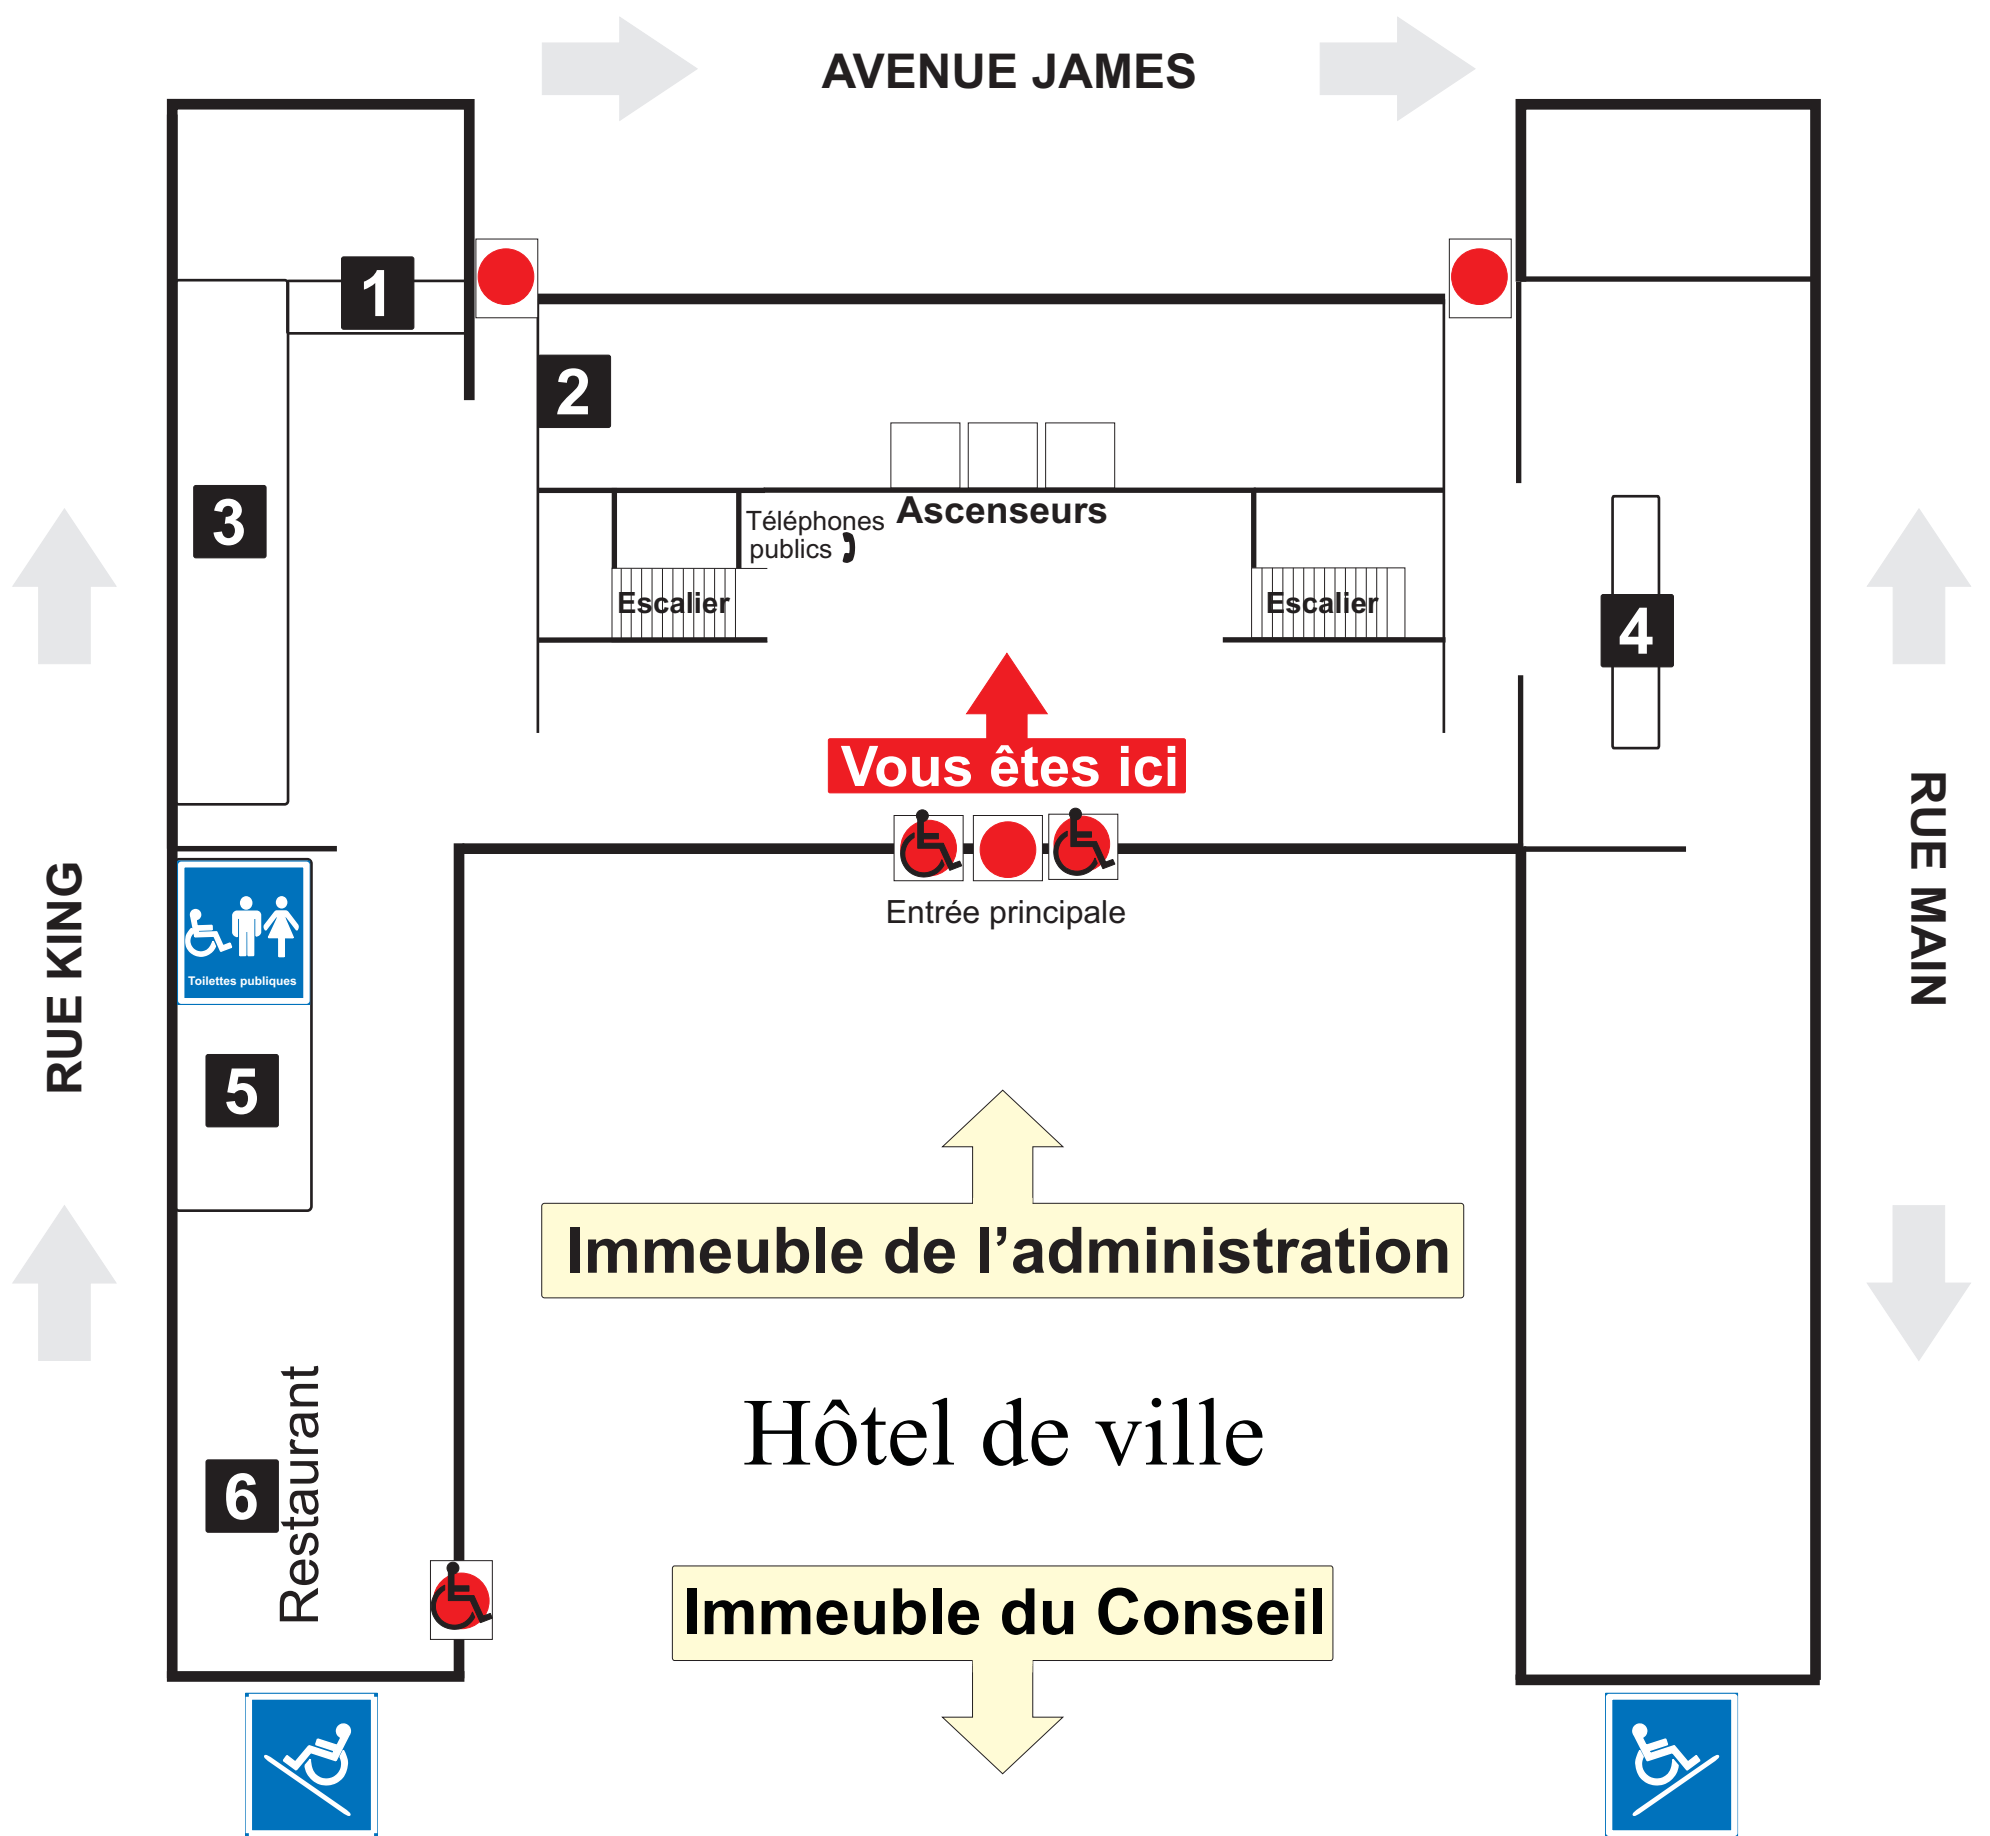 AVENUE JAMES
1
2
3
Téléphones
publics
Ascenseurs
Escalier
Escalier
4
Vous êtes ici
Entrée principale
RUE KING
RUE MAIN
Toilettes publiques
5
Immeuble de l’administration
Hôtel de ville
Restaurant
6
Immeuble du Conseil